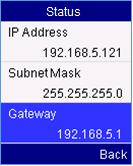 Status
IP Address
192.168.5.121
Subnet Mask
255.255.255.0
Gateway
192.168.5.1
Back